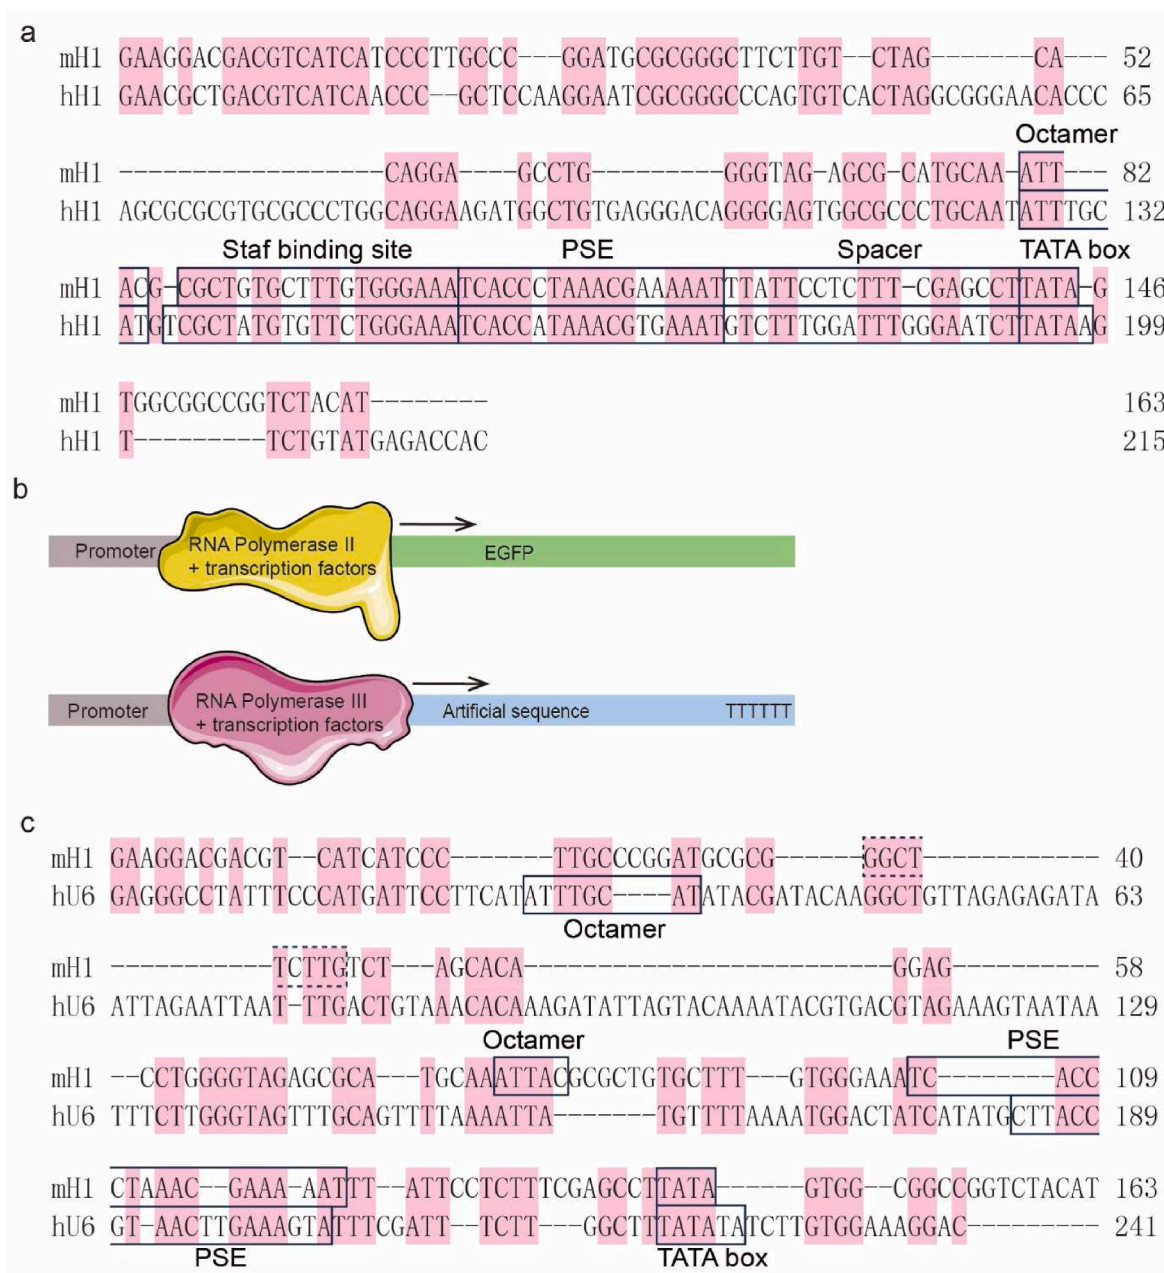 a
mH1 GAAGGACGACGTCATCATCCCTTGCCC---GGATGCGCGGGCTTCTTGT--CTAG-------CA--- 52
hH1 GAACGCTGACGTCATCAACCC--GCTCCAAGGAATCGCGGGCCCAGTGTCACTAGGCGGGAACACCC 65
Octamer
mH1 ------------------CAGGA----GCCTG---------GGGTAG-AGCG-CATGCAA-ATT--- 82
hH1 AGCGCGCGTGCGCCCTGGCAGGAAGATGGCTGTGAGGGACAGGGGAGTGGCGCCCTGCAATATTTGC 132
Staf binding site PSE Spacer TATA box
mH1 ACG-CGCTGTGCTTTGTGGGAAATCACCCTAAACGAAAAATTTATTCCTCTTT-CGAGCCTTATA-G 146
hH1 ATGTCGCTATGTGTTCTGGGAAATCACCATAAACGTGAAATGTCTTTGGATTTGGGAATCTTATAAG 199
mH1 TGGCGGCCGGTCTACAT-------- 163
hH1 T---------TCTGTATGAGACCAC 215
b
Promoter RNA Polymerase II EGFP
+ transcription factors
Promoter RNA Polymerase III Artificial sequence TTTTTT
+ transcription factors
c
mH1 GAAGGACGACGT--CATCATCCC-------TTGCCCGGATGCGCG------GGCT------------ 40
hU6 GAGGGCCTATTTCCCATGATTCCTTCATATTTGC----ATATACGATACAAGGCTGTTAGAGAGATA 63
Octamer
mH1 -----------TCTTGTCT---AGCACA-------------------------GGAG---------- 58
hU6 ATTAGAATTAAT-TTGACTGTAAACACAAAGATATTAGTACAAAATACGTGACGTAGAAAGTAATAA 129
Octamer PSE
mH1 --CCTGGGGTAGAGCGCA---TGCAAATTACGCGCTGTGCTTT---GTGGGAAATC--------ACC 109
hU6 TTTCTTGGGTAGTTTGCAGTTTTAAAATTA-------TGTTTTAAAATGGACTATCATATGCTTACC 189
mH1 CTAAAC--GAAA-AATTT--ATTCCTCTTTCGAGCCTTATA------GTGG--CGGCCGGTCTACAT 163
hU6 GT-AACTTGAAAGTATTTCGATT--TCTT---GGCTTTATATATCTTGTGGAAAGGAC--------- 241
PSE TATA box